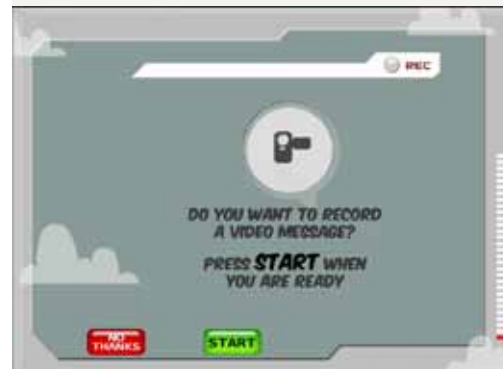 REC
DO YOU WANT TO RECORD
A VIDEO MESSAGE?
PRESS START WHEN
YOU ARE READY
NO
THANKS
START